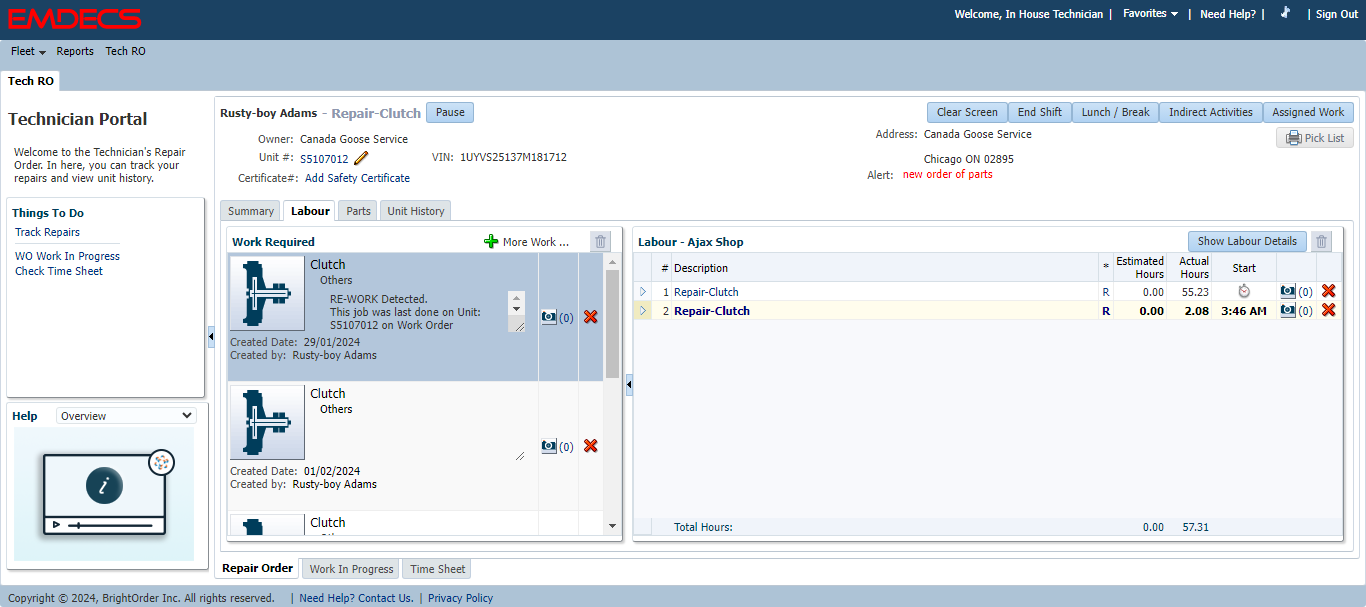 EMDECS
Welcome, In House Technician | Favorites | Need Help? | | Sign Out
Fleet Reports Tech RO
Tech RO
Technician Portal
Welcome to the Technician's Repair
Order. In here, you can track your
repairs and view unit history.
Things To Do
Track Repairs
WO Work In Progress
Check Time Sheet
Help Overview
i
Rusty-boy Adams - Repair-Clutch Pause
Clear Screen End Shift Lunch / Break Indirect Activities Assigned Work
Pick List
Owner: Canada Goose Service
Unit #: S5107012 VIN: 1UYVS25137M181712
Certificate#: Add Safety Certificate
Address: Canada Goose Service
Chicago ON 02895
Alert: new order of parts
Summary Labour Parts Unit History
Work Required More Work ...
Clutch
Others
RE-WORK Detected.
This job was last done on Unit:
S5107012 on Work Order
(0)
Created Date: 29/01/2024
Created by: Rusty-boy Adams
Clutch
Others
(0)
Created Date: 01/02/2024
Created by: Rusty-boy Adams
Clutch
Labour - Ajax Shop Show Labour Details
# Description * Estimated Hours Actual Hours Start
1 Repair-Clutch R 0.00 55.23 (0)
2 Repair-Clutch R 0.00 2.08 3:46 AM (0)
Total Hours: 0.00 57.31
Repair Order Work In Progress Time Sheet
Copyright © 2024, BrightOrder Inc. All rights reserved. | Need Help? Contact Us. | Privacy Policy